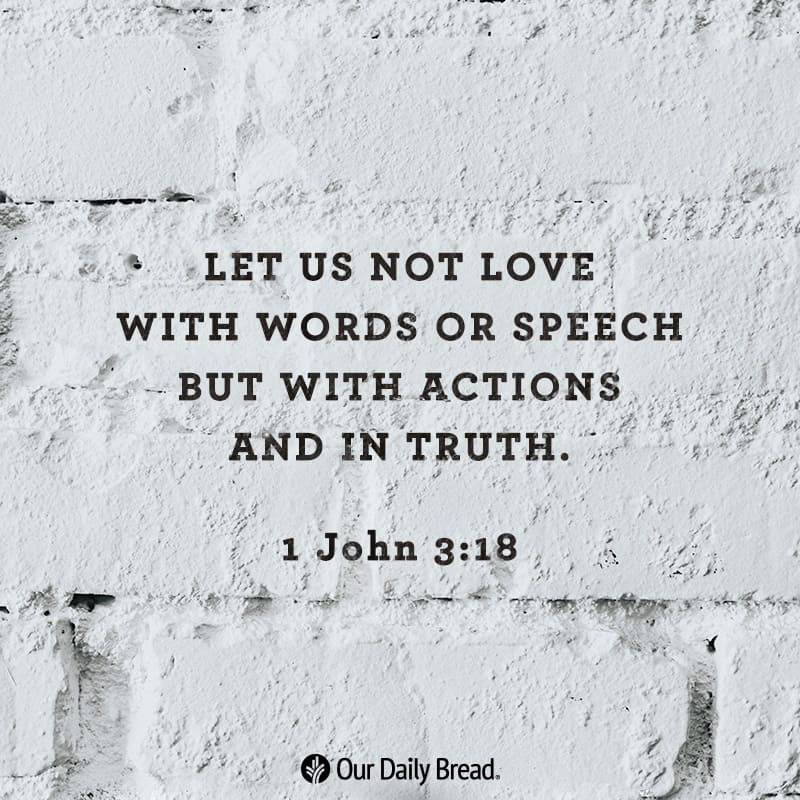 LET US NOT LOVE
WITH WORDS OR SPEECH
BUT WITH ACTIONS
AND IN TRUTH.
1 John 3:18
Our Daily Bread®